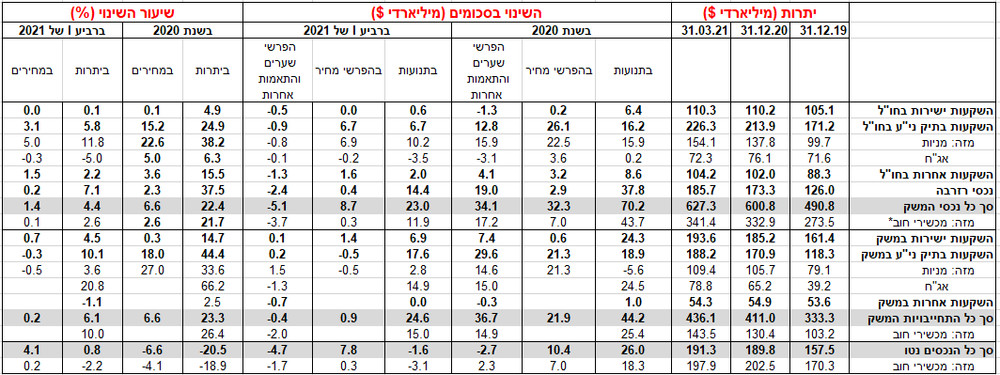 יתרות (מיליארדי $) השינוי בסכומים (מיליארדי $) שיעור השינוי (%)
31.12.19 31.12.20 31.03.21 בשנת 2020 ברביע I של 2021 בשנת 2020 ברביע I של 2021
בתנועות בהפרשי מחיר הפרשי שערים והתאמות אחרות בתנועות בהפרשי מחיר הפרשי שערים והתאמות אחרות ביתרות במחירים ביתרות במחירים
השקעות ישירות בחו"ל 105.1 110.2 110.3 6.4 0.2 -1.3 0.6 0.0 -0.5 4.9 0.1 0.1 0.0
השקעות בתיק ני"ע בחו"ל 171.2 213.9 226.3 16.2 26.1 12.8 6.7 6.7 -0.9 24.9 15.2 5.8 3.1
מזה: מניות 99.7 137.8 154.1 15.9 22.5 15.9 10.2 6.9 -0.8 38.2 22.6 11.8 5.0
אג"ח 71.6 76.1 72.3 0.2 3.6 -3.1 -3.5 -0.2 -0.1 6.3 5.0 -5.0 -0.3
השקעות אחרות בחו"ל 88.3 102.0 104.2 8.6 3.2 4.1 2.0 1.6 -1.3 15.5 3.6 2.2 1.5
נכסי רזרבה 126.0 173.3 185.7 37.8 2.9 19.0 14.4 0.4 -2.4 37.5 2.3 7.1 0.2
סך כל נכסי המשק 490.8 600.8 627.3 70.2 32.3 34.1 23.0 8.7 -5.1 22.4 6.6 4.4 1.4
מזה: מכשירי חוב* 273.5 332.9 341.4 43.7 7.0 17.2 11.9 0.3 -3.7 21.7 2.6 2.6 0.1
השקעות ישירות במשק 161.4 185.2 193.6 24.3 0.6 7.4 6.9 1.4 0.1 14.7 0.3 4.5 0.7
השקעות בתיק ני"ע במשק 118.3 170.9 188.2 18.9 21.3 29.6 17.6 -0.5 0.2 44.4 18.0 10.1 -0.3
מזה: מניות 79.1 105.7 109.4 -5.6 21.3 14.6 2.8 -0.5 1.5 33.6 27.0 3.6 -0.5
אג"ח 39.2 65.2 78.8 24.5 15.0 14.9 -1.3 66.2 20.8
השקעות אחרות במשק 53.6 54.9 54.3 1.0 -0.3 0.0 -0.7 2.5 -1.1
סך כל התחייבויות המשק 333.3 411.0 436.1 44.2 21.9 36.7 24.6 0.9 -0.4 23.3 6.6 6.1 0.2
מזה: מכשירי חוב 103.2 130.4 143.5 25.4 14.9 15.0 -2.0 26.4 10.0
סך כל הנכסים נטו 157.5 189.8 191.3 26.0 10.4 -2.7 -1.6 7.8 -4.7 -20.5 -6.6 0.8 4.1
מזה: מכשירי חוב 170.3 202.5 197.9 18.3 7.0 2.3 -3.1 0.3 -1.7 -18.9 -4.1 -2.2 0.2